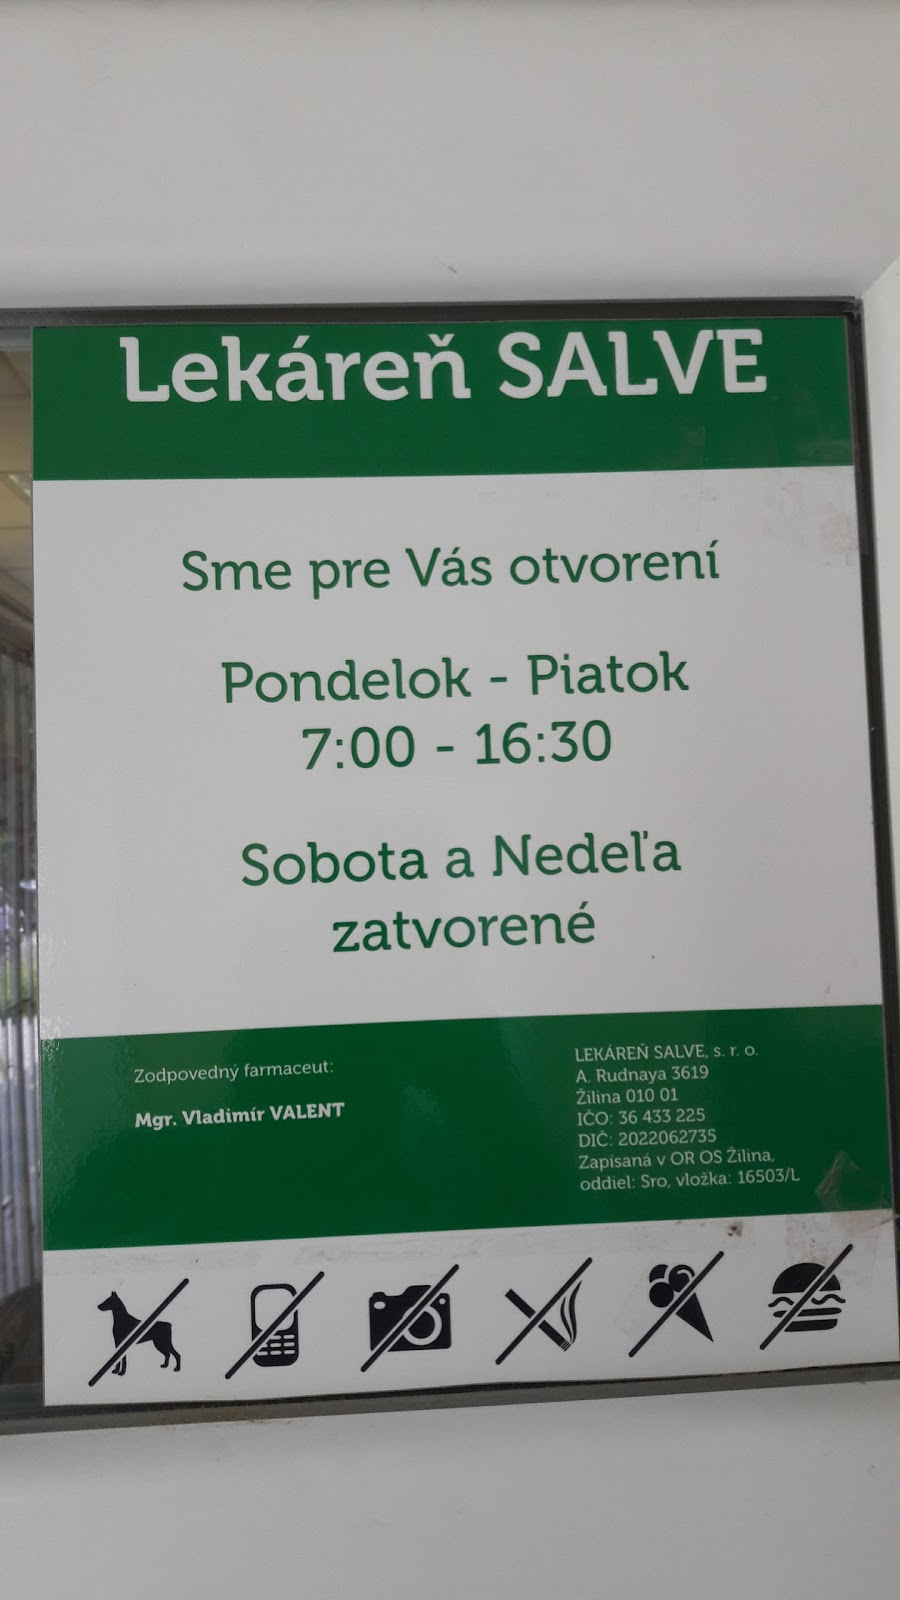 Lekáreň SALVE
Sme pre Vás otvorení
Pondelok - Piatok
7:00 - 16:30
Sobota a Nedeľa
zatvorené
Zodpovedný farmaceut:
Mgr. Vladimír VALENT
LEKÁREŇ SALVE, s. r. o.
A. Rudnaya 3619
Žilina 010 01
IČO: 36 433 225
DIČ: 2022062735
Zapísaná v OR OS Žilina,
oddiel: Sro, vložka: 16503/L